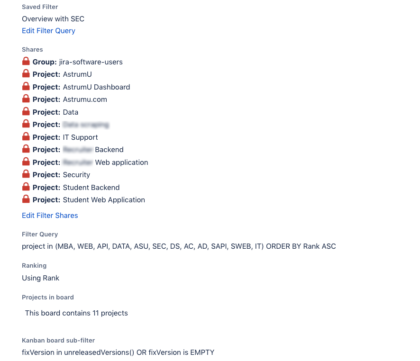 Saved Filter
Overview with SEC
Edit Filter Query
Shares
Group: jira-software-users
Project: AstrumU
Project: AstrumU Dashboard
Project: Astrumu.com
Project: Data
Project:
Project: IT Support
Project: Backend
Project: Web application
Project: Security
Project: Student Backend
Project: Student Web Application
Edit Filter Shares
Filter Query
project in (MBA, WEB, API, DATA, ASU, SEC, DS, AC, AD, SAPI, SWEB, IT) ORDER BY Rank ASC
Ranking
Using Rank
Projects in board
This board contains 11 projects
Kanban board sub-filter
fixVersion in unreleasedVersions() OR fixVersion is EMPTY